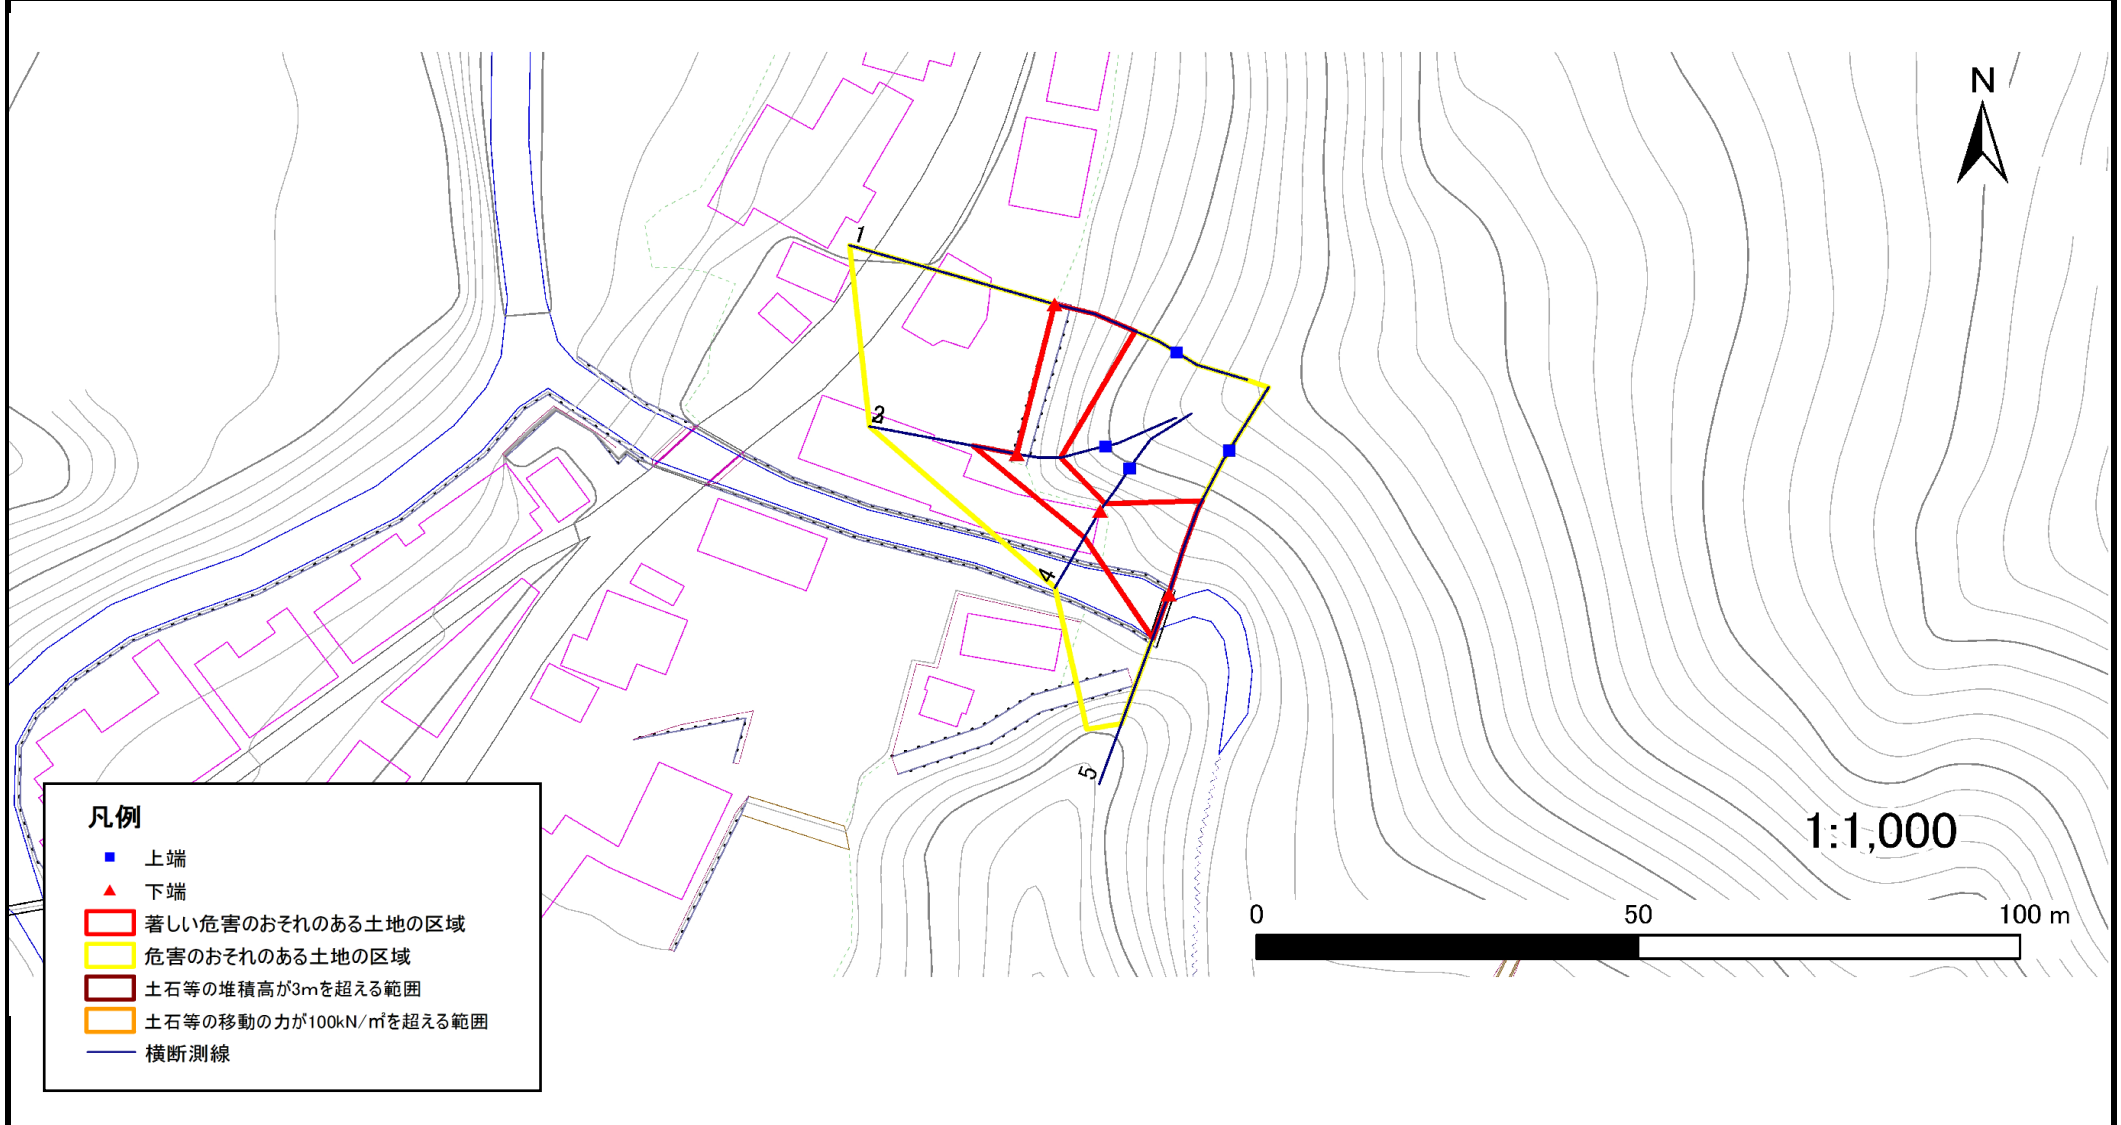 N
1
2
4
5
1:1,000
0 50 100 m
凡例
上端
下端
著しい危害のおそれのある土地の区域
危害のおそれのある土地の区域
土石等の堆積高が3mを超える範囲
土石等の移動の力が100kN/㎡を超える範囲
横断測線